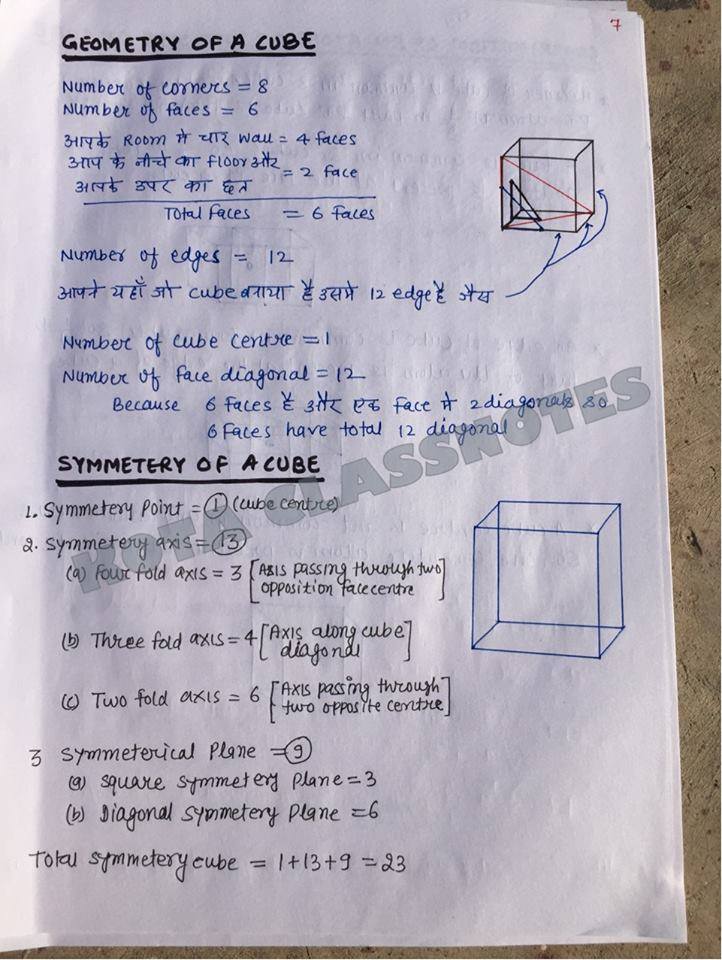 7
GEOMETRY OF A CUBE
Number of corners = 8
Number of faces = 6
आपके Room मे चार wall = 4 faces
आप के नीचे का floor और
= 2 face
आपके उपर का छत
Total Faces = 6 Faces
Number of edges = 12
आपने यहाँ जो cube बनाया है उसमे 12 edge है जैसे
Number of cube centre = 1
Number of face diagonal = 12
Because 6 faces है और एक Face मे 2 diagonals so
6 Faces have total 12 diagonal
KOTA CLASSNOTES
SYMMETERY OF A CUBE
1. Symmetery Point = 1 (cube centre)
2. Symmetery axis = 13
(a) Four fold axis = 3 [Axis passing through two
opposition face centre]
(b) Three fold axis = 4 [Axis along cube
diagonal]
(c) Two fold axis = 6 [Axis passing through
two opposite centre]
3 Symmeterical Plane = 9
(a) square symmetery plane = 3
(b) Diagonal symmetery Plane = 6
Total symmetery cube = 1+13+9 = 23